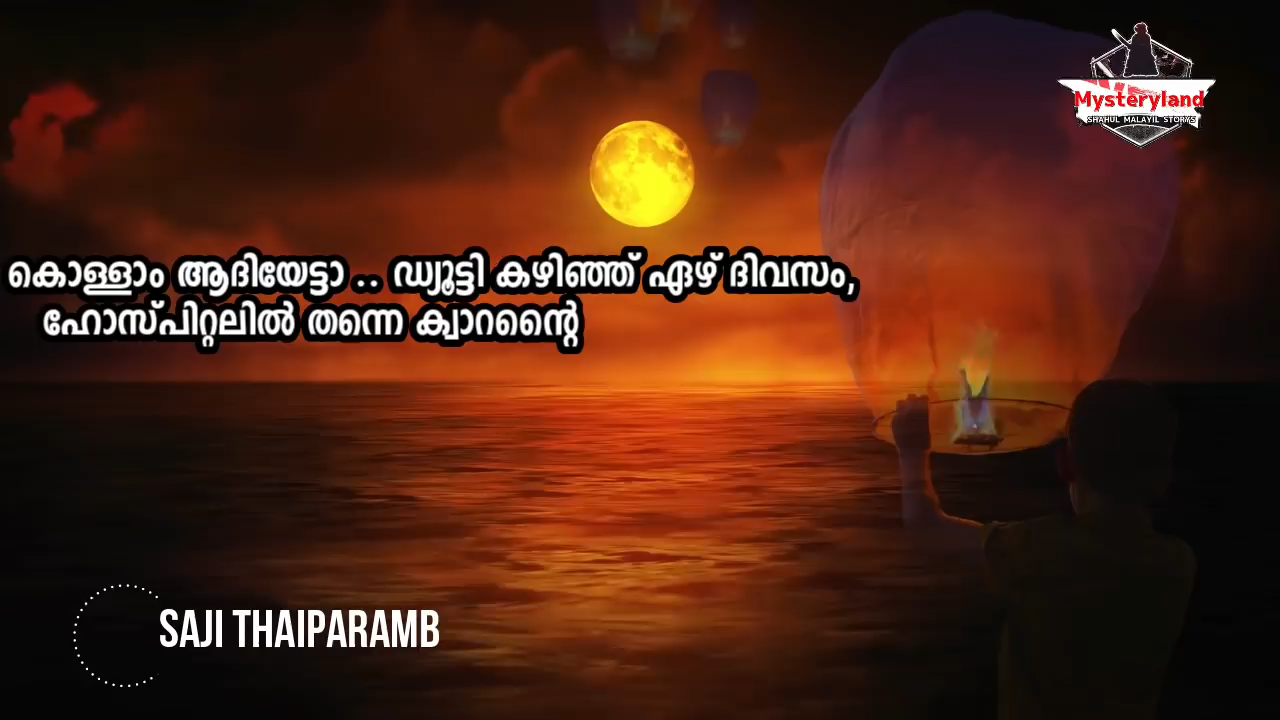 Mysteryland
SHAHUL MALAYIL STORYS
കൊള്ളാം ആദിയേട്ടാ .. ഡ്യൂട്ടി കഴിഞ്ഞ് ഏഴ് ദിവസം,
ഹോസ്പിറ്റലിൽ തന്നെ ക്വാറന്റൈ
SAJI THAIPARAMB